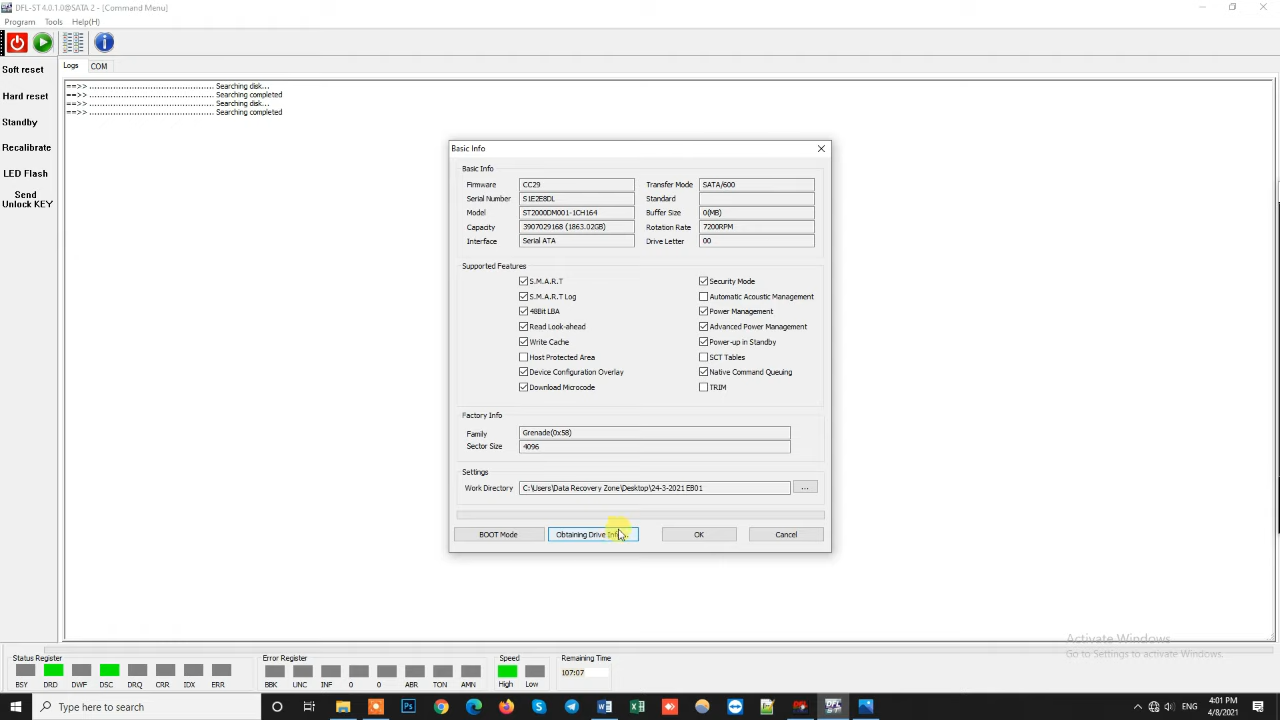 DFL-ST 4.0.1.0@SATA 2 - [Command Menu]
Program Tools Help(H)
Soft reset
Hard reset
Standby
Recalibrate
LED Flash
Send
Unlock KEY
Logs COM
==>> ................................................ Searching disk...
==>> ................................................ Searching completed
==>> ................................................ Searching disk...
==>> ................................................ Searching completed
Basic Info
Basic Info
Firmware CC29 Transfer Mode SATA/600
Serial Number S1E2E8DL Standard
Model ST2000DM001-1CH164 Buffer Size 0(MB)
Capacity 3907029168 (1863.02GB) Rotation Rate 7200RPM
Interface Serial ATA Drive Letter 00
Supported Features
S.M.A.R.T Security Mode
S.M.A.R.T Log Automatic Acoustic Management
48Bit LBA Power Management
Read Look-ahead Advanced Power Management
Write Cache Power-up in Standby
Host Protected Area SCT Tables
Device Configuration Overlay Native Command Queuing
Download Microcode TRIM
Factory Info
Family Grenade(0x58)
Sector Size 4096
Settings
Work Directory C:\Users\Data Recovery Zone\Desktop\24-3-2021 EB01 ...
BOOT Mode Obtaining Drive OK Cancel
Activate Windows
Go to Settings to activate Windows.
Status Register Error Register Speed Remaining Time
107:07
BSY DRD DWF DSC DRQ CRR IDX ERR BBK UNC INF 0 0 ABR TON AMN High Low
Type here to search
ENG
4:01 PM
4/8/2021